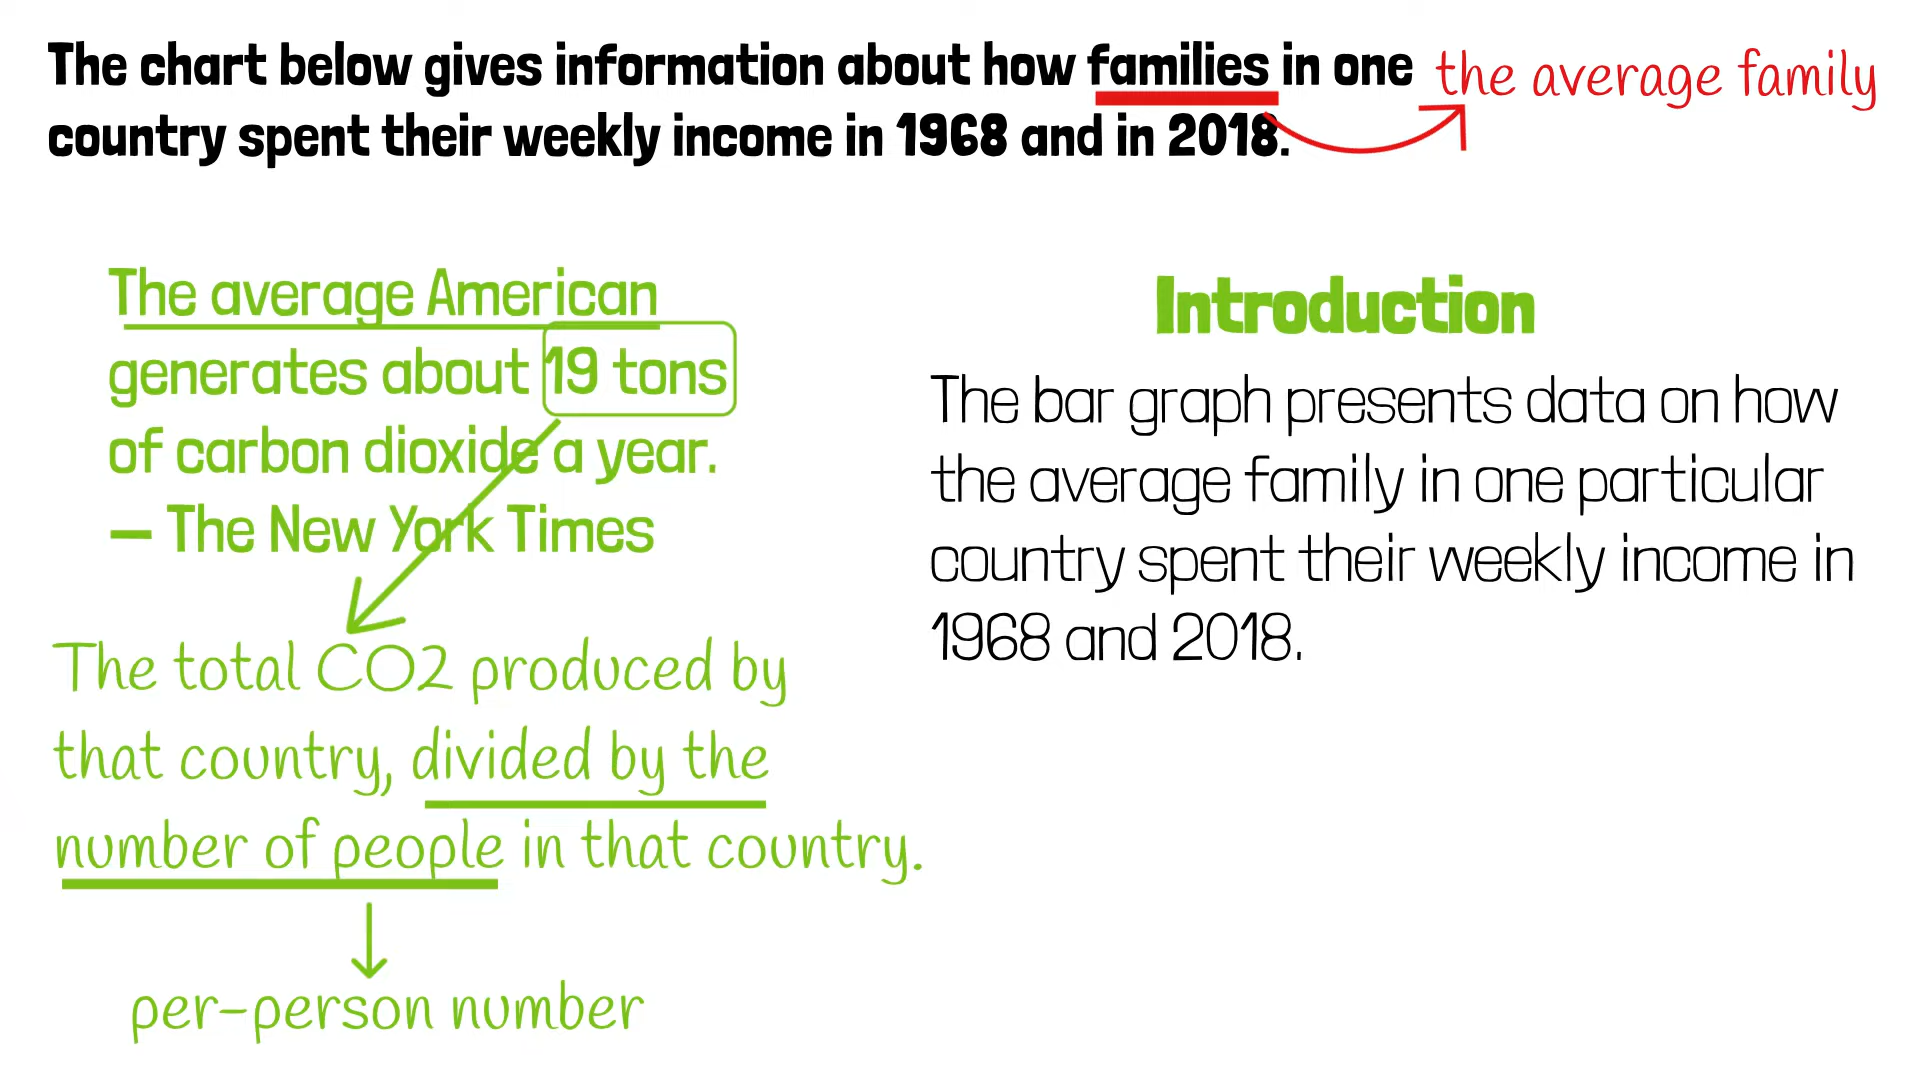 The chart below gives information about how families in one
country spent their weekly income in 1968 and in 2018.
the average family
The average American
generates about 19 tons
of carbon dioxide a year.
— The New York Times
The total CO2 produced by
that country, divided by the
number of people in that country.
per-person number
Introduction
The bar graph presents data on how
the average family in one particular
country spent their weekly income in
1968 and 2018.